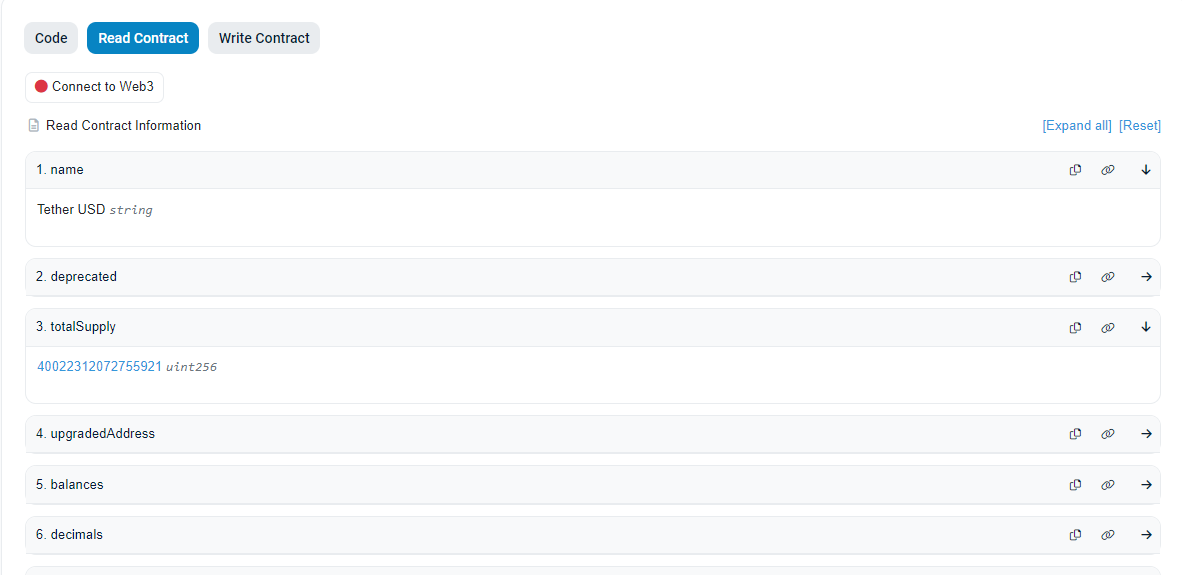 Code Read Contract Write Contract
Connect to Web3
Read Contract Information [Expand all] [Reset]
1. name
Tether USD string
2. deprecated
3. totalSupply
40022312072755921 uint256
4. upgradedAddress
5. balances
6. decimals